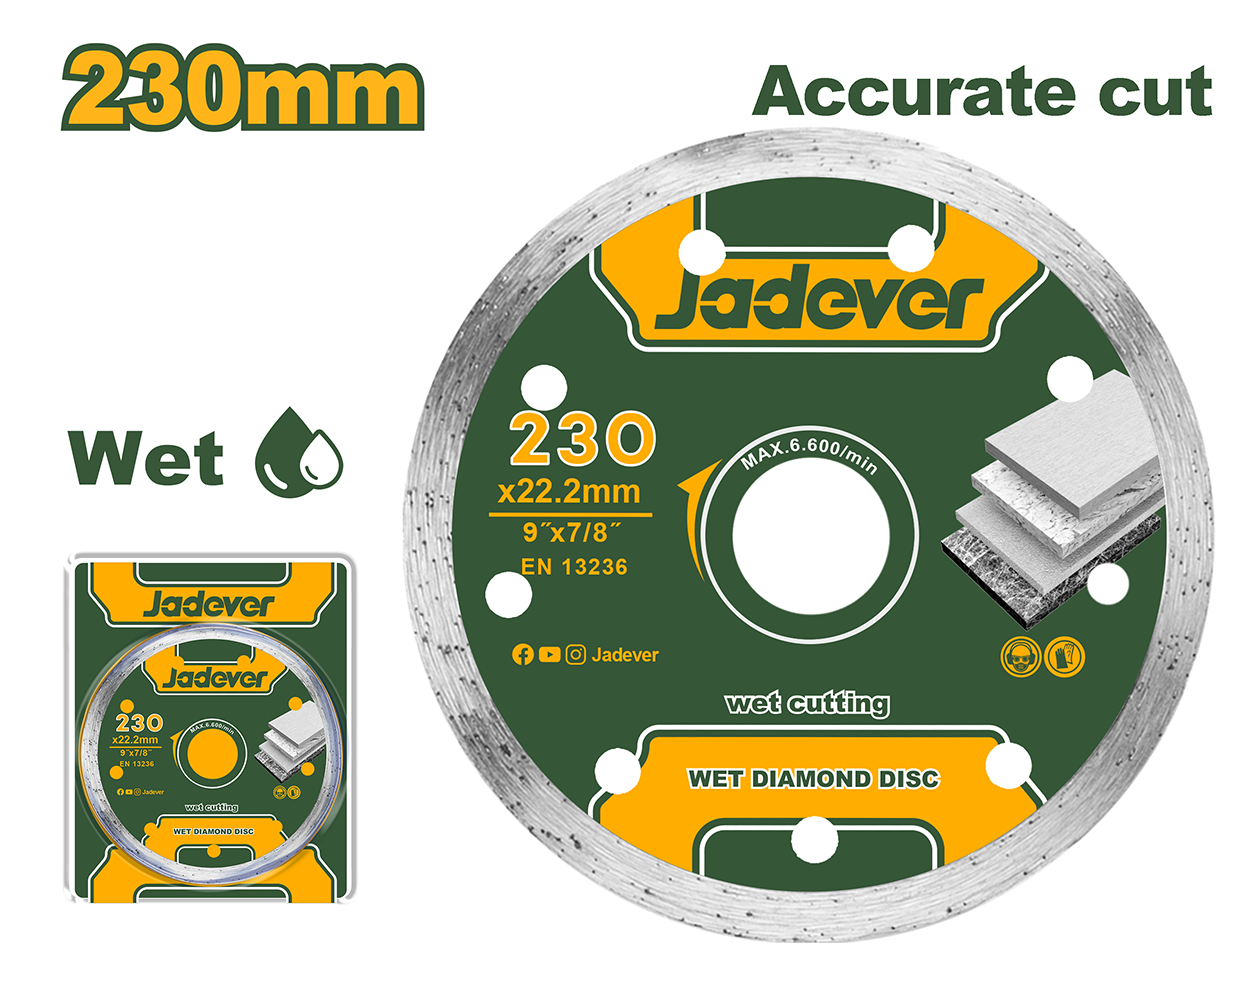 230mm
Accurate cut
Jadever
MAX.6.600/min
230
x22.2mm
9″x7/8″
EN 13236
Jadever
wet cutting
WET DIAMOND DISC
Wet
Jadever
Jadever
MAX.6.600/min
230
x22.2mm
9″x7/8″
EN 13236
Jadever
wet cutting
WET DIAMOND DISC